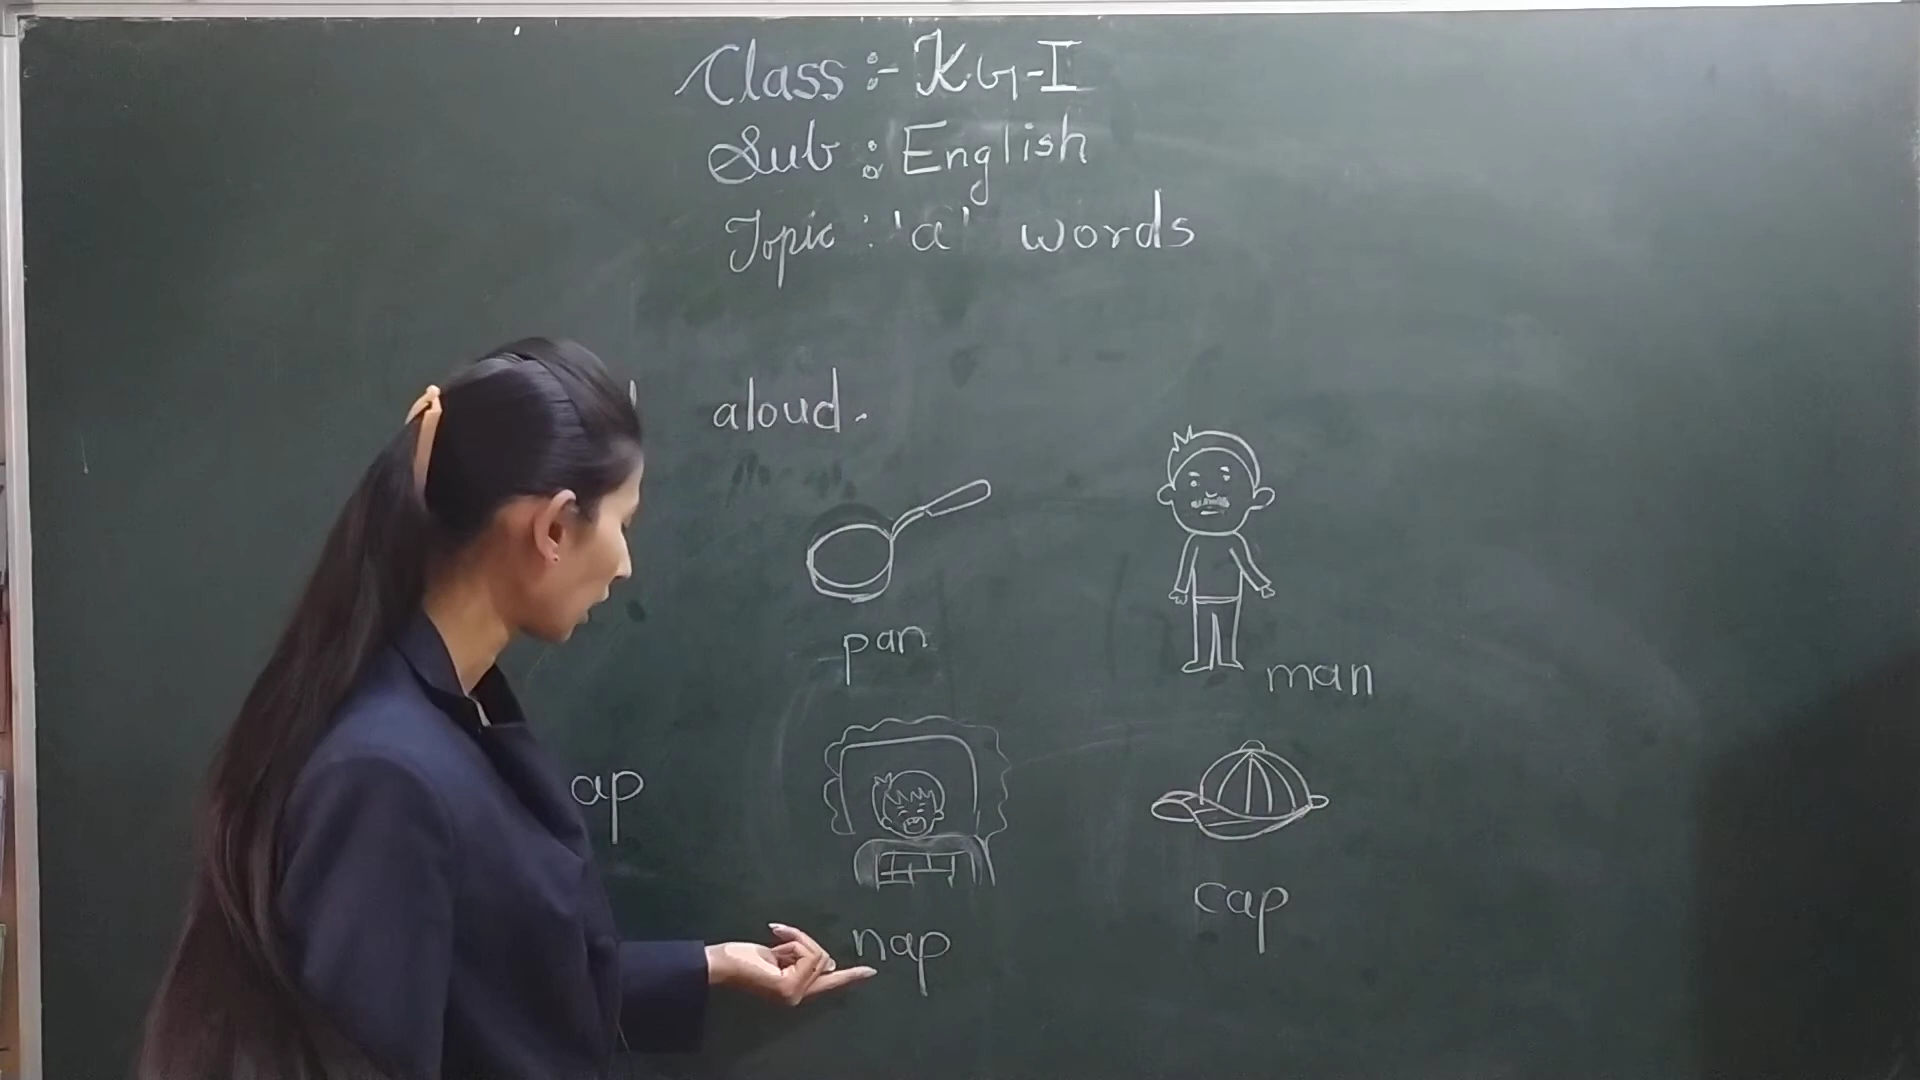 Class :- KG-I
Sub : English
Topic : 'a' words
aloud.
pan
man
ap
nap
cap